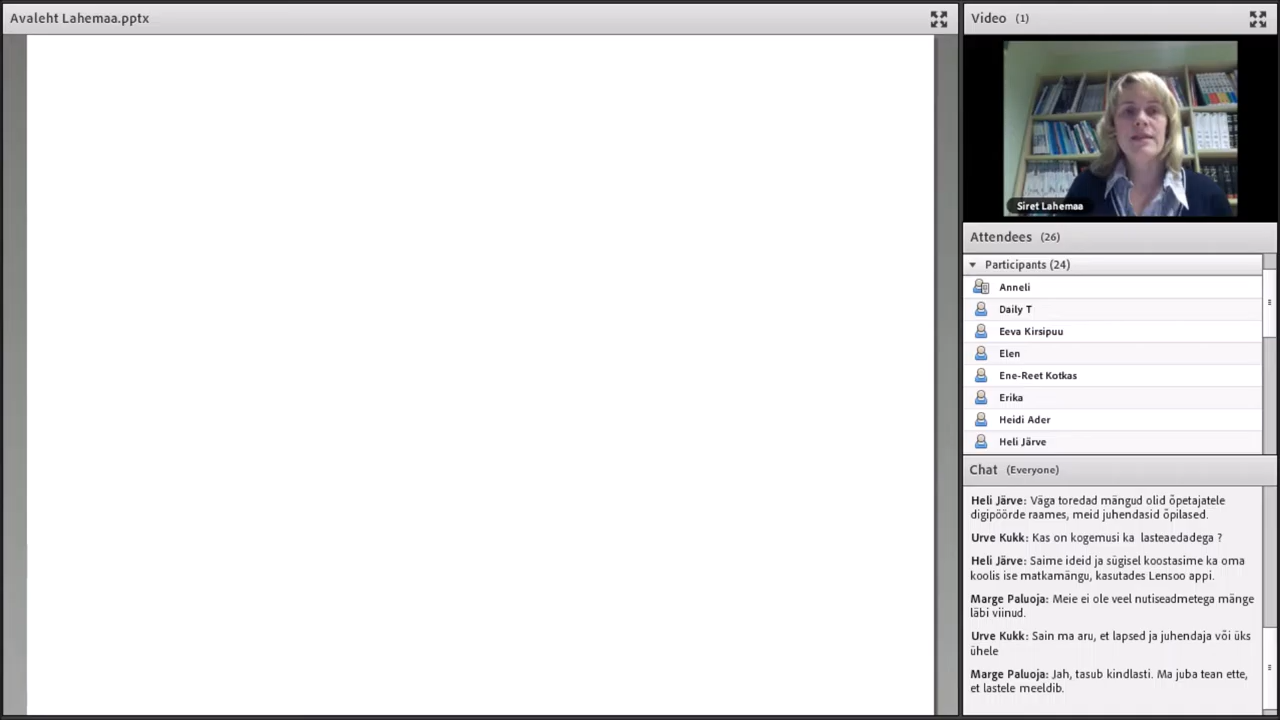 Avaleht Lahemaa.pptx
Video (1)
Siret Lahemaa
Attendees (26)
Participants (24)
Anneli
Daily T
Eeva Kirsipuu
Elen
Ene-Reet Kotkas
Erika
Heidi Ader
Heli Järve
Chat (Everyone)
Heli Järve: Väga toredad mängud olid õpetajatele
digipöörde raames, meid juhendasid õpilased.
Urve Kukk: Kas on kogemusi ka lasteaedadega ?
Heli Järve: Saime ideid ja sügisel koostasime ka oma
koolis ise matkamängu, kasutades Lensoo appi.
Marge Paluoja: Meie ei ole veel nutiseadmetega mänge
läbi viinud.
Urve Kukk: Sain ma aru, et lapsed ja juhendaja või üks
ühele
Marge Paluoja: Jah, tasub kindlasti. Ma juba tean ette,
et lastele meeldib.